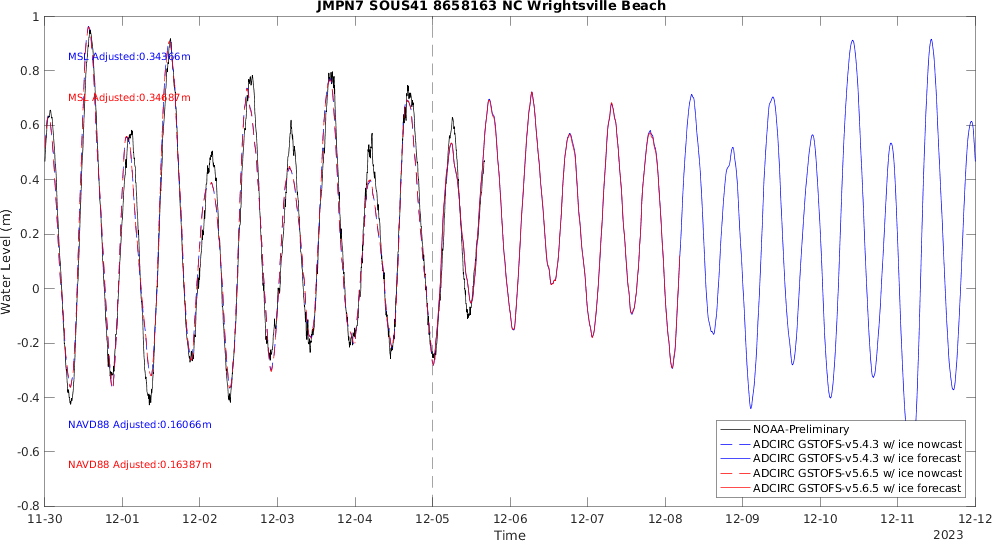 JMPN7 SOUS41 8658163 NC Wrightsville Beach
1
0.8
0.6
0.4
0.2
0
-0.2
-0.4
-0.6
-0.8
Water Level (m)
MSL Adjusted:0.34366m
MSL Adjusted:0.34687m
NAVD88 Adjusted:0.16066m
NAVD88 Adjusted:0.16387m
NOAA-Preliminary
ADCIRC GSTOFS-v5.4.3 w/ ice nowcast
ADCIRC GSTOFS-v5.4.3 w/ ice forecast
ADCIRC GSTOFS-v5.6.5 w/ ice nowcast
ADCIRC GSTOFS-v5.6.5 w/ ice forecast
11-30 12-01 12-02 12-03 12-04 12-05 12-06 12-07 12-08 12-09 12-10 12-11 12-12
Time
2023